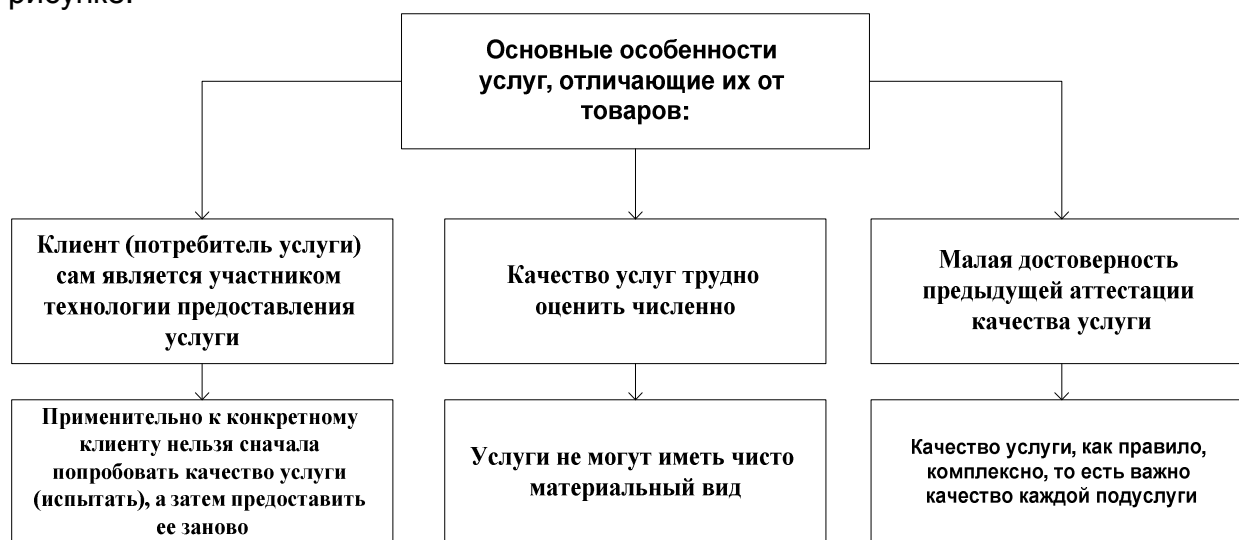 рисунке.
Основные особенности
услуг, отличающие их от
товаров:
Клиент (потребитель услуги)
сам является участником
технологии предоставления
услуги
Качество услуг трудно
оценить численно
Малая достоверность
предыдущей аттестации
качества услуги
Применительно к конкретному
клиенту нельзя сначала
попробовать качество услуги
(испытать), а затем предоставить
ее заново
Услуги не могут иметь чисто
материальный вид
Качество услуги, как правило,
комплексно, то есть важно
качество каждой подуслуги